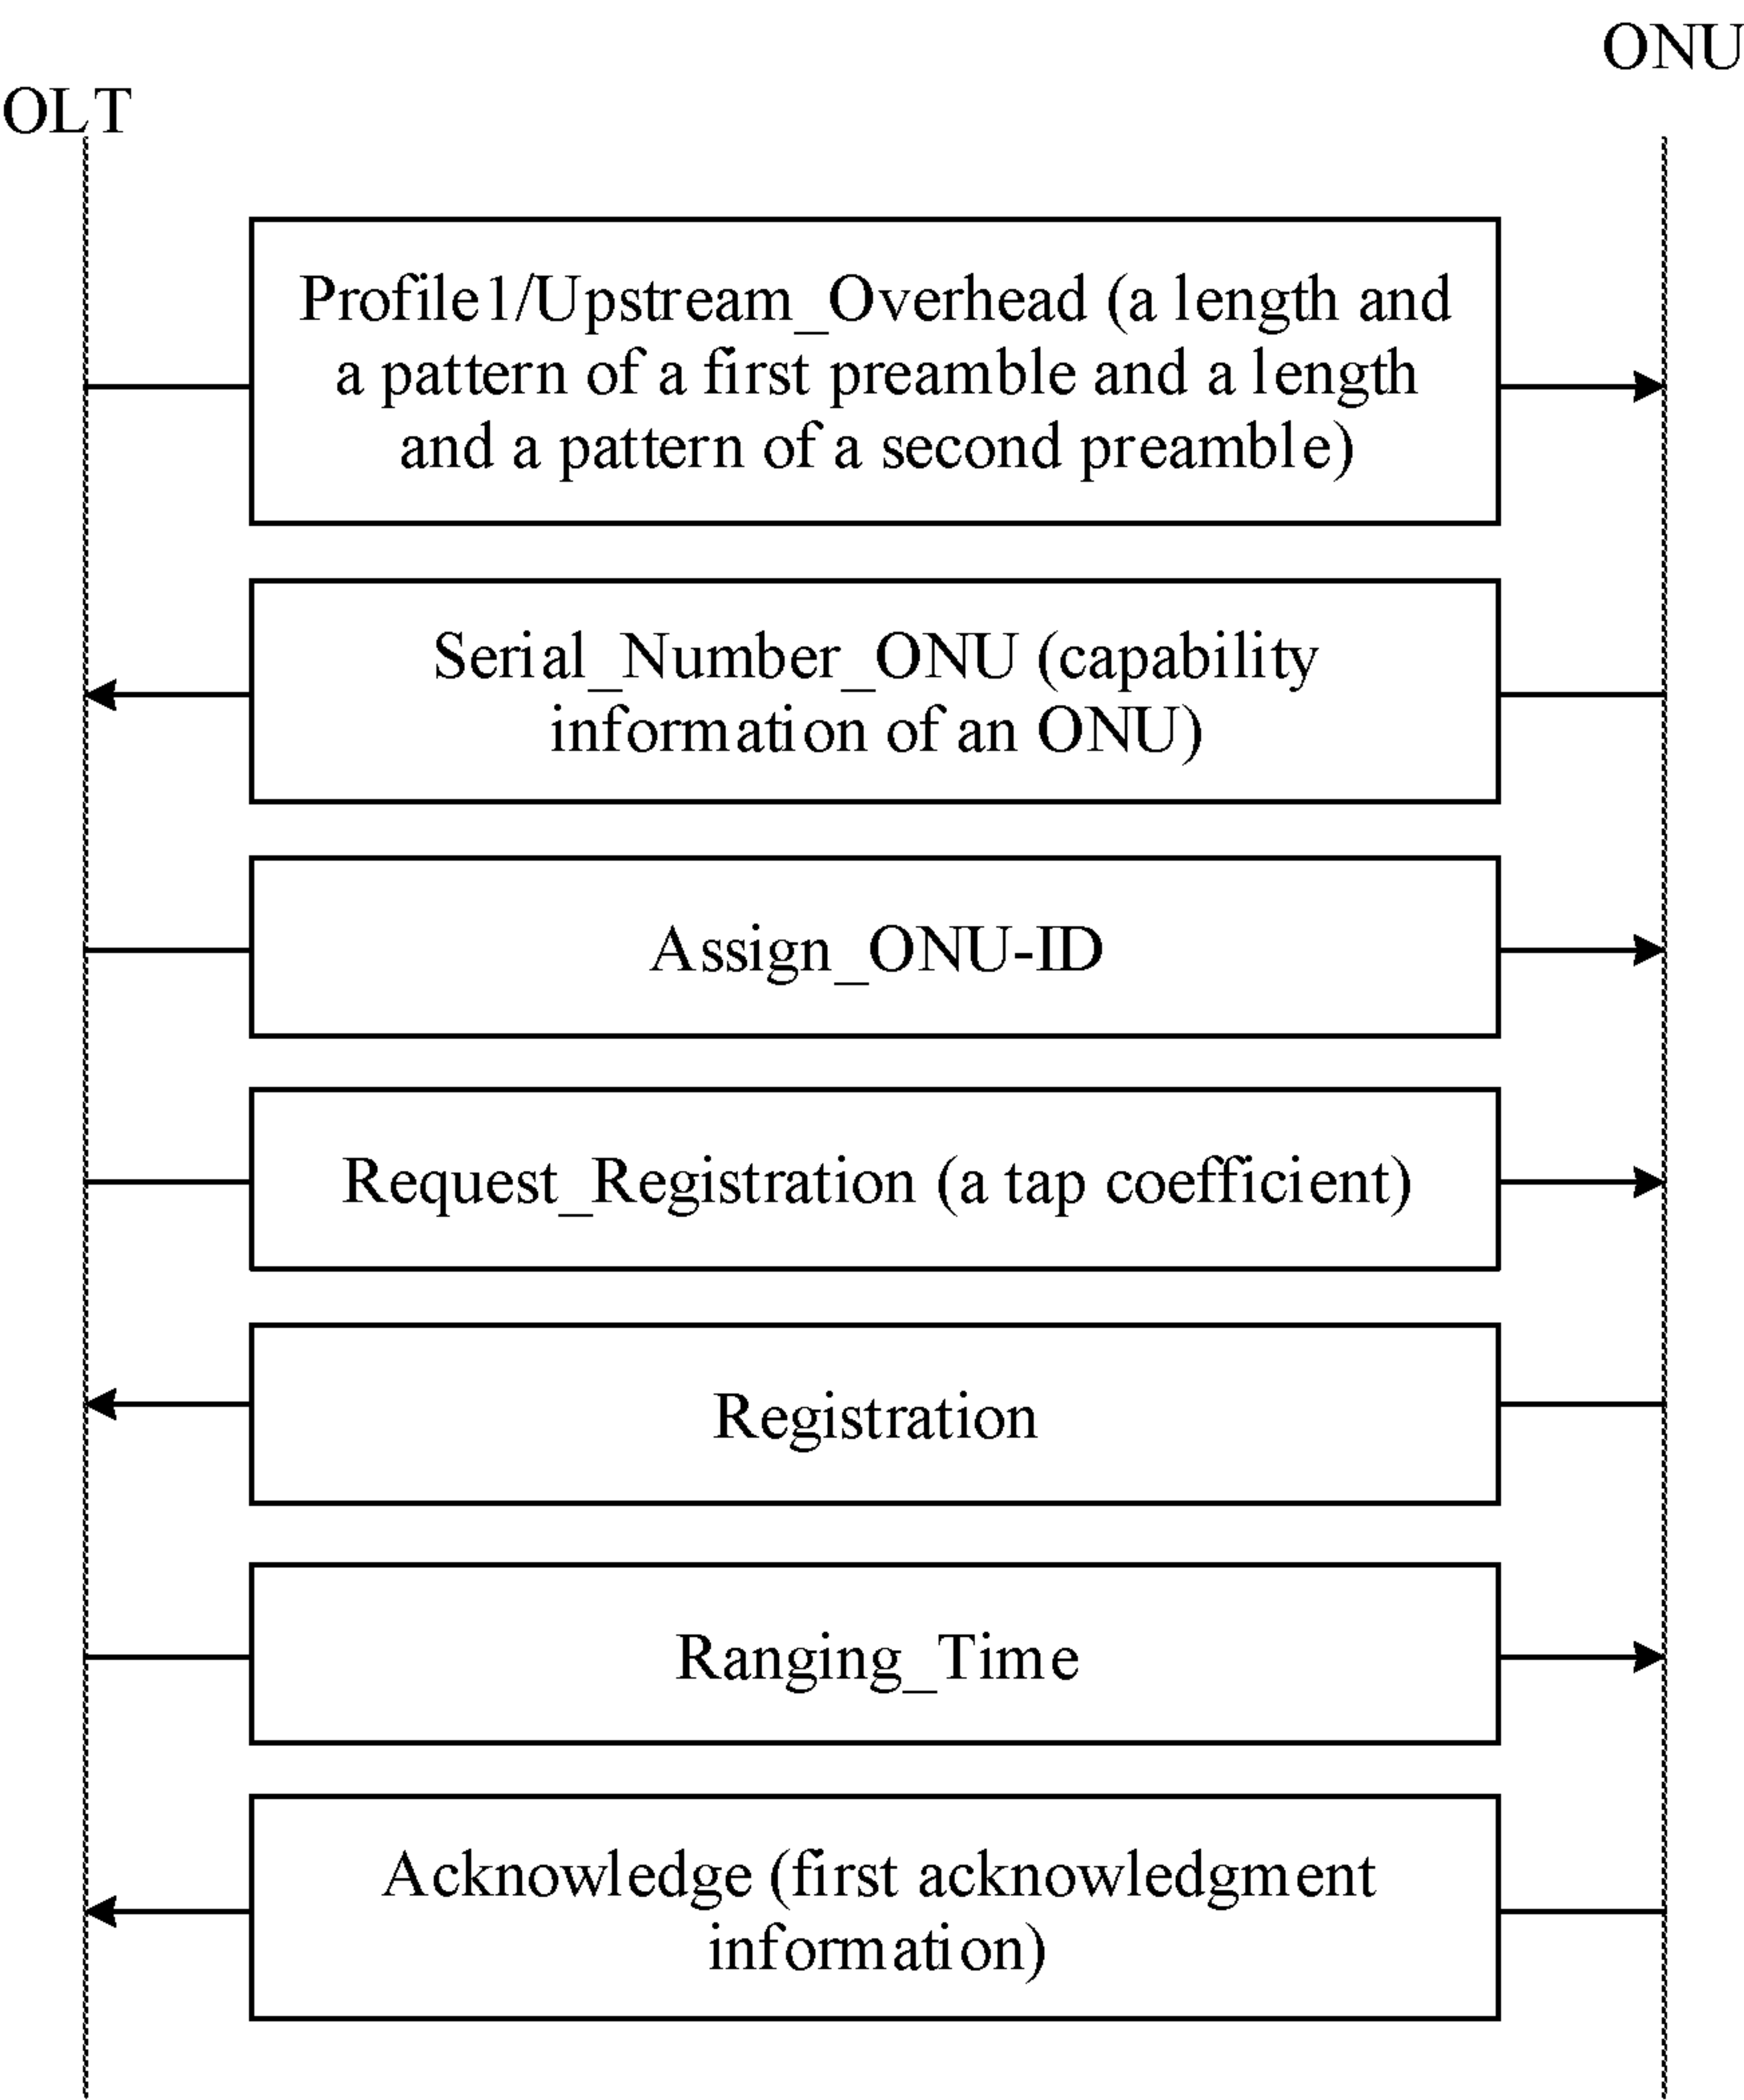 ONU
OLT
Profile1/Upstream_Overhead (a length and
a pattern of a first preamble and a length
and a pattern of a second preamble)
Serial_Number_ONU (capability
information of an ONU)
Assign_ONU-ID
Request_Registration (a tap coefficient)
Registration
Ranging_Time
Acknowledge (first acknowledgment
information)